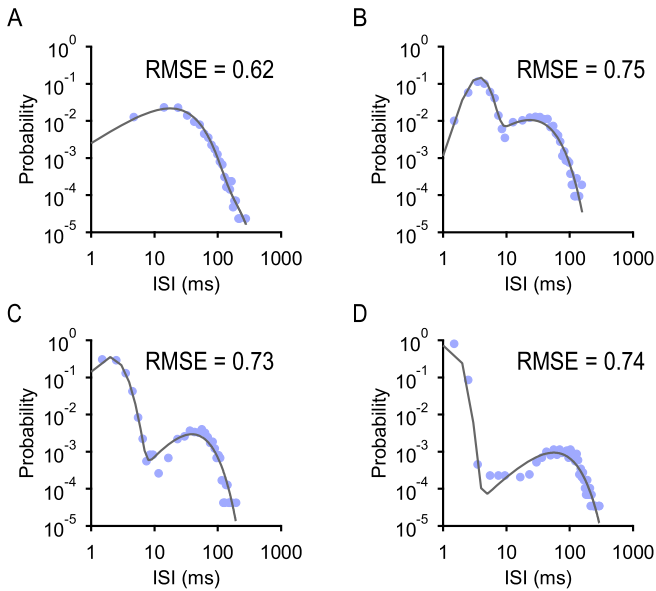 A
RMSE = 0.62
Probability
10^0
10^-1
10^-2
10^-3
10^-4
10^-5
1 10 100 1000
ISI (ms)
B
RMSE = 0.75
Probability
10^0
10^-1
10^-2
10^-3
10^-4
10^-5
1 10 100 1000
ISI (ms)
C
RMSE = 0.73
Probability
10^0
10^-1
10^-2
10^-3
10^-4
10^-5
1 10 100 1000
ISI (ms)
D
RMSE = 0.74
Probability
10^0
10^-1
10^-2
10^-3
10^-4
10^-5
1 10 100 1000
ISI (ms)